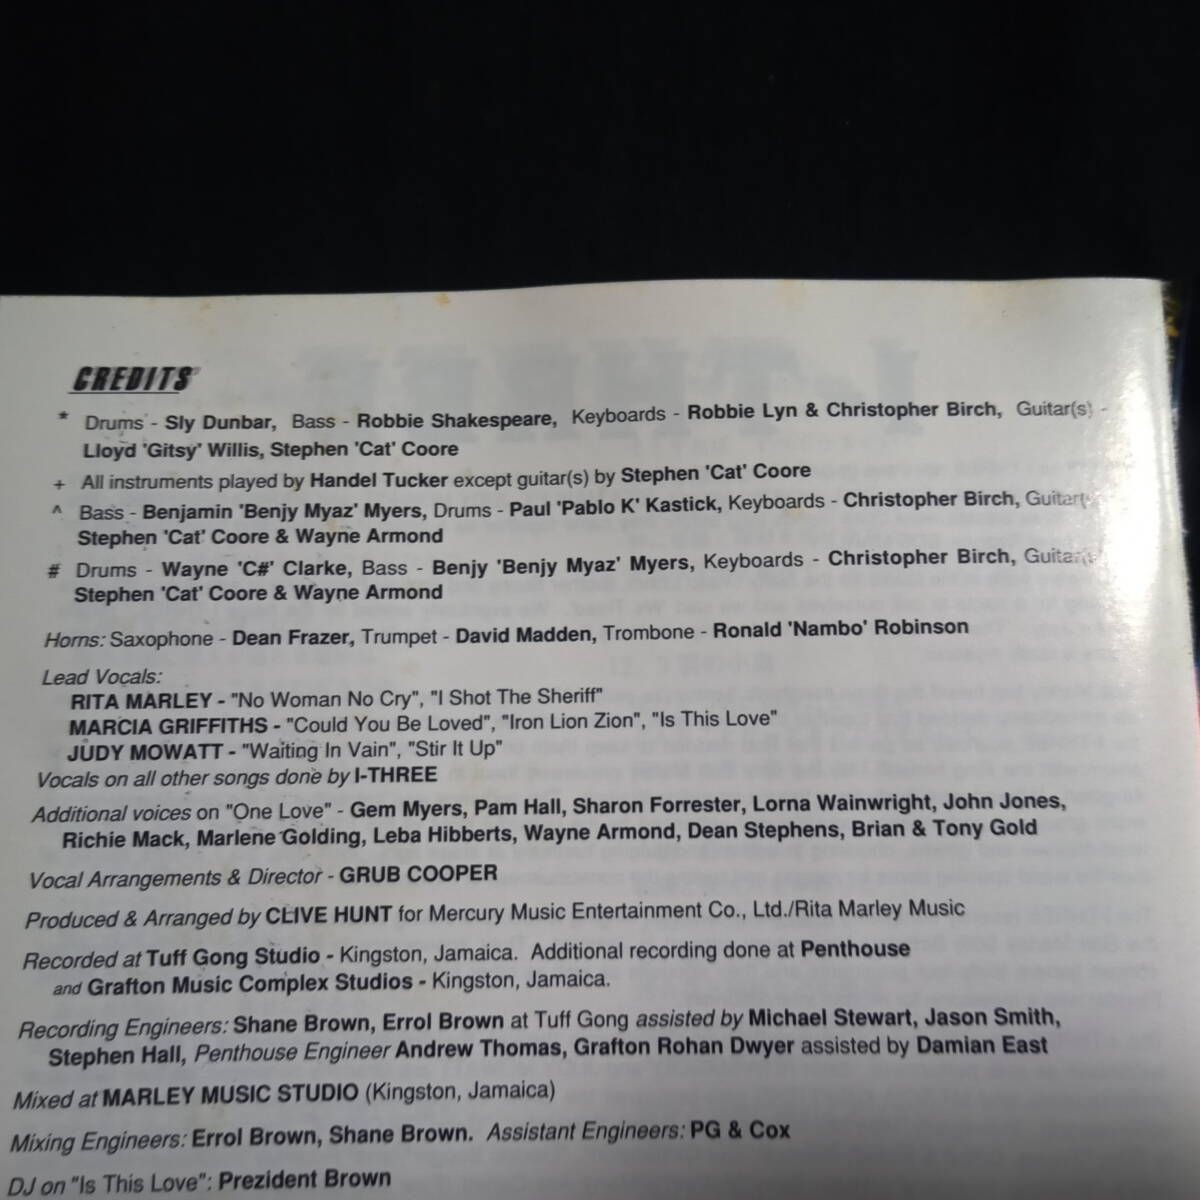 CREDITS
* Drums - Sly Dunbar, Bass - Robbie Shakespeare, Keyboards - Robbie Lyn & Christopher Birch, Guitar(s) -
Lloyd 'Gitsy' Willis, Stephen 'Cat' Coore
+ All instruments played by Handel Tucker except guitar(s) by Stephen 'Cat' Coore
^ Bass - Benjamin 'Benjy Myaz' Myers, Drums - Paul 'Pablo K' Kastick, Keyboards - Christopher Birch, Guitar(
Stephen 'Cat' Coore & Wayne Armond
# Drums - Wayne 'C#' Clarke, Bass - Benjy 'Benjy Myaz' Myers, Keyboards - Christopher Birch, Guitar(s
Stephen 'Cat' Coore & Wayne Armond
Horns: Saxophone - Dean Frazer, Trumpet - David Madden, Trombone - Ronald 'Nambo' Robinson
Lead Vocals:
RITA MARLEY - "No Woman No Cry", "I Shot The Sheriff"
MARCIA GRIFFITHS - "Could You Be Loved", "Iron Lion Zion", "Is This Love"
JUDY MOWATT - "Waiting In Vain", "Stir It Up"
Vocals on all other songs done by I-THREE
Additional voices on "One Love" - Gem Myers, Pam Hall, Sharon Forrester, Lorna Wainwright, John Jones,
Richie Mack, Marlene Golding, Leba Hibberts, Wayne Armond, Dean Stephens, Brian & Tony Gold
Vocal Arrangements & Director - GRUB COOPER
Produced & Arranged by CLIVE HUNT for Mercury Music Entertainment Co., Ltd./Rita Marley Music
Recorded at Tuff Gong Studio - Kingston, Jamaica. Additional recording done at Penthouse
and Grafton Music Complex Studios - Kingston, Jamaica.
Recording Engineers: Shane Brown, Errol Brown at Tuff Gong assisted by Michael Stewart, Jason Smith,
Stephen Hall, Penthouse Engineer Andrew Thomas, Grafton Rohan Dwyer assisted by Damian East
Mixed at MARLEY MUSIC STUDIO (Kingston, Jamaica)
Mixing Engineers: Errol Brown, Shane Brown. Assistant Engineers: PG & Cox
DJ on "Is This Love": Prezident Brown